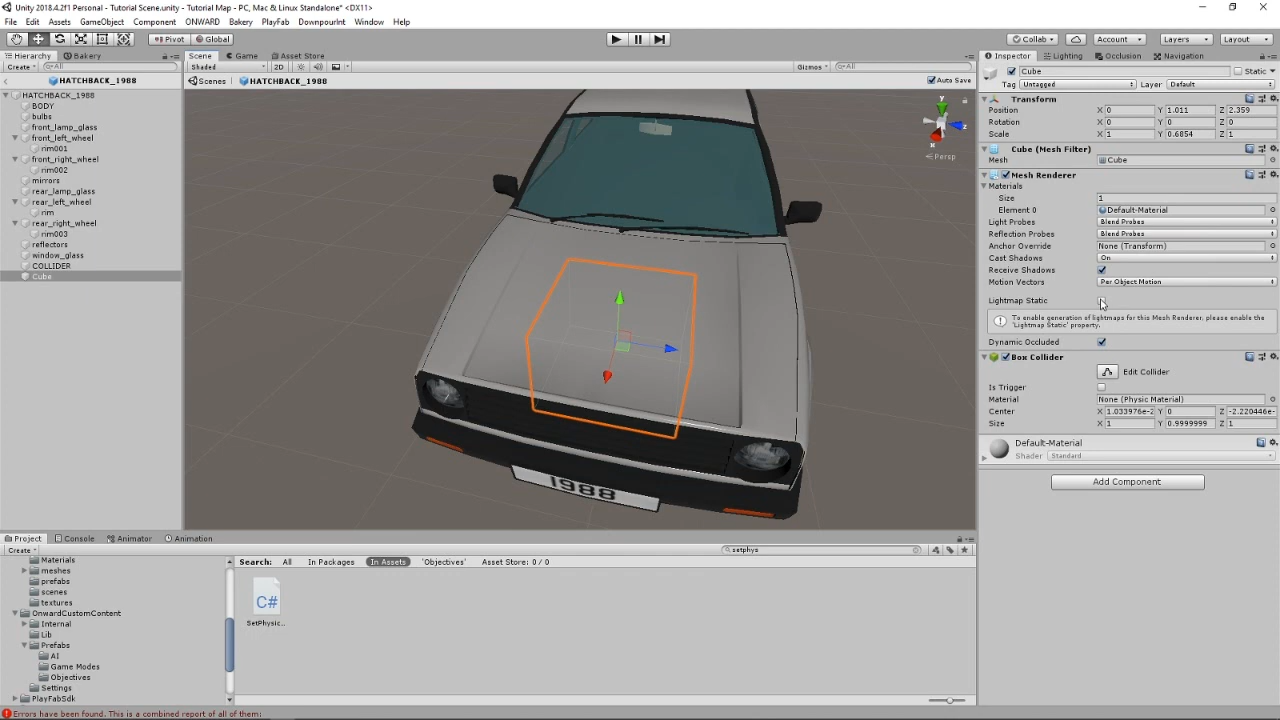 Unity 2018.4.2f1 Personal - Tutorial Scene.unity - Tutorial Map - PC, Mac & Linux Standalone* <DX11>
File Edit Assets GameObject Component ONWARD Bakery PlayFab DownpourInt Window Help
Pivot Global Collab Account Layers Layout
Hierarchy Bakery Scene Game Asset Store Inspector Lighting Occlusion Navigation
Create All Shaded 2D Gizmos All
HATCHBACK_1988
Scenes HATCHBACK_1988 Auto Save
HATCHBACK_1988
BODY
bulbs
front_lamp_glass
front_left_wheel
rim001
front_right_wheel
rim002
mirrors
rear_lamp_glass
rear_left_wheel
rim
rear_right_wheel
rim003
reflectors
window_glass
COLLIDER
Cube
y
z
x
Persp
1988
Cube Static
Tag Untagged Layer Default
Transform
Position X 0 Y 1.011 Z 2.359
Rotation X 0 Y 0 Z 0
Scale X 1 Y 0.6854 Z 1
Cube (Mesh Filter)
Mesh Cube
Mesh Renderer
Materials
Size 1
Element 0 Default-Material
Light Probes Blend Probes
Reflection Probes Blend Probes
Anchor Override None (Transform)
Cast Shadows On
Receive Shadows
Motion Vectors Per Object Motion
Lightmap Static
To enable generation of lightmaps for this Mesh Renderer, please enable the
'Lightmap Static' property.
Dynamic Occluded
Box Collider
Edit Collider
Is Trigger
Material None (Physic Material)
Center X 1.033976e-2 Y 0 Z -2.220446e-
Size X 1 Y 0.9999999 Z 1
Default-Material
Shader Standard
Add Component
Project Console Animator Animation
Create setphys
Materials
meshes
prefabs
scenes
textures
OnwardCustomContent
Internal
Lib
Prefabs
AI
Game Modes
Objectives
Settings
PlayFabSdk
Search: All In Packages In Assets 'Objectives' Asset Store: 0 / 0
C#
SetPhysic..
Errors have been found. This is a combined report of all of them: